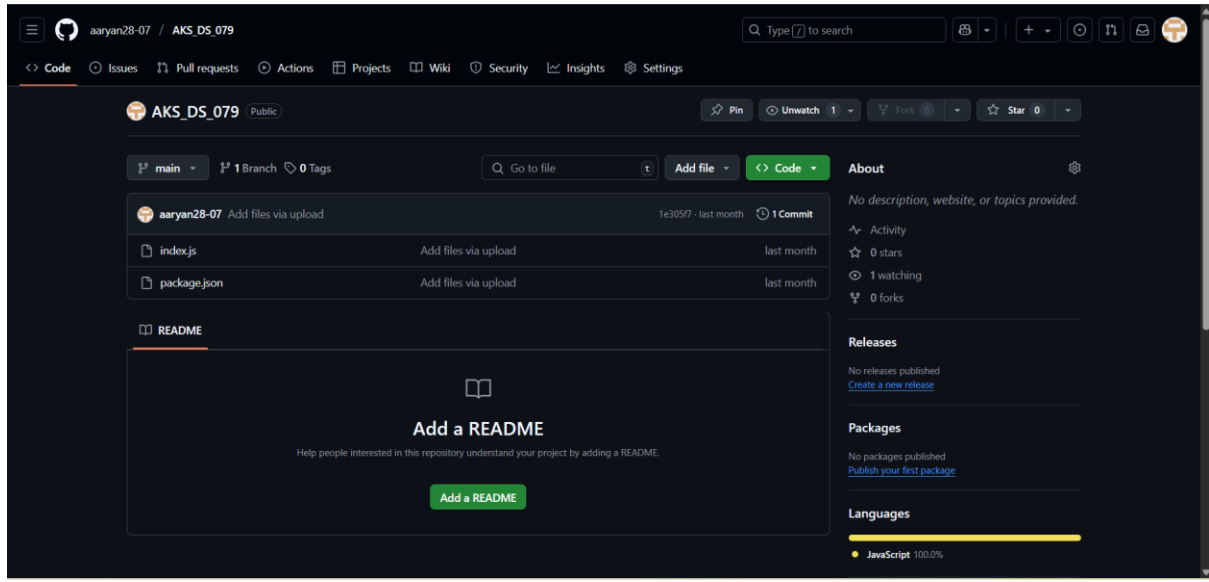 aaryan28-07 / AKS_DS_079
Type / to search
Code Issues Pull requests Actions Projects Wiki Security Insights Settings
AKS_DS_079 Public
Pin Unwatch 1 Fork 0 Star 0
main 1 Branch 0 Tags Go to file t Add file Code
About
No description, website, or topics provided.
aaryan28-07 Add files via upload 1e305f7 · last month 1 Commit
index.js Add files via upload last month
package.json Add files via upload last month
Activity
0 stars
1 watching
0 forks
README
Add a README
Help people interested in this repository understand your project by adding a README.
Add a README
Releases
No releases published
Create a new release
Packages
No packages published
Publish your first package
Languages
JavaScript 100.0%